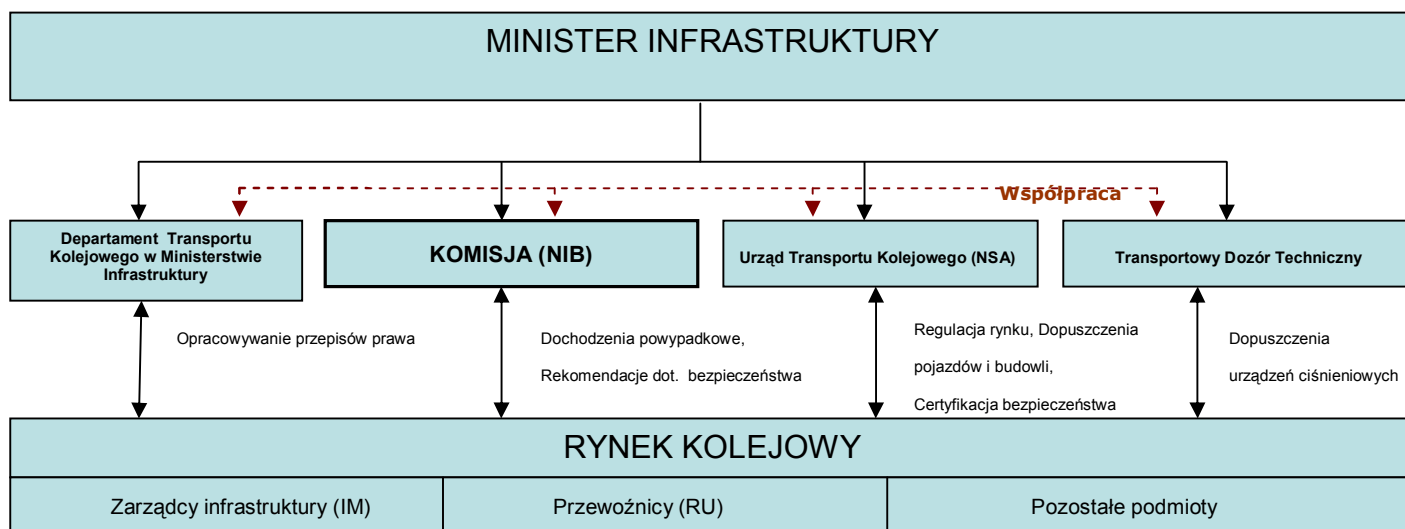 MINISTER INFRASTRUKTURY
Współpraca
Departament Transportu
Kolejowego w Ministerstwie
Infrastruktury
KOMISJA (NIB)
Urząd Transportu Kolejowego (NSA)
Transportowy Dozór Techniczny
Opracowywanie przepisów prawa
Dochodzenia powypadkowe,
Rekomendacje dot. bezpieczeństwa
Regulacja rynku, Dopuszczenia
pojazdów i budowli,
Certyfikacja bezpieczeństwa
Dopuszczenia
urządzeń ciśnieniowych
RYNEK KOLEJOWY
Zarządcy infrastruktury (IM)
Przewoźnicy (RU)
Pozostałe podmioty